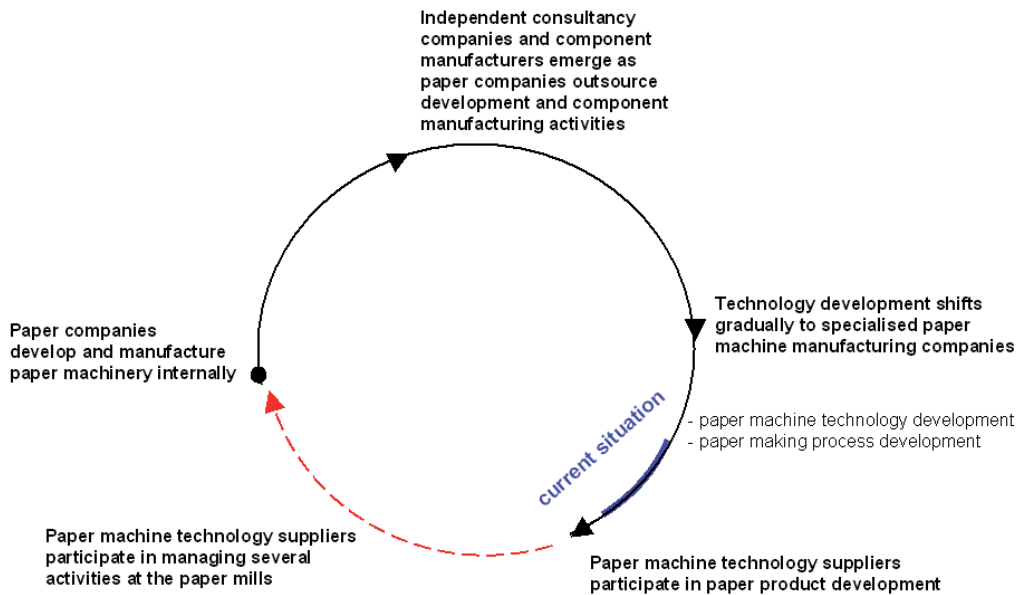 Independent consultancy
companies and component
manufacturers emerge as
paper companies outsource
development and component
manufacturing activities
Technology development shifts
gradually to specialised paper
machine manufacturing companies
Paper companies
develop and manufacture
paper machinery internally
- paper machine technology development
- paper making process development
current situation
Paper machine technology suppliers
participate in managing several
activities at the paper mills
Paper machine technology suppliers
participate in paper product development